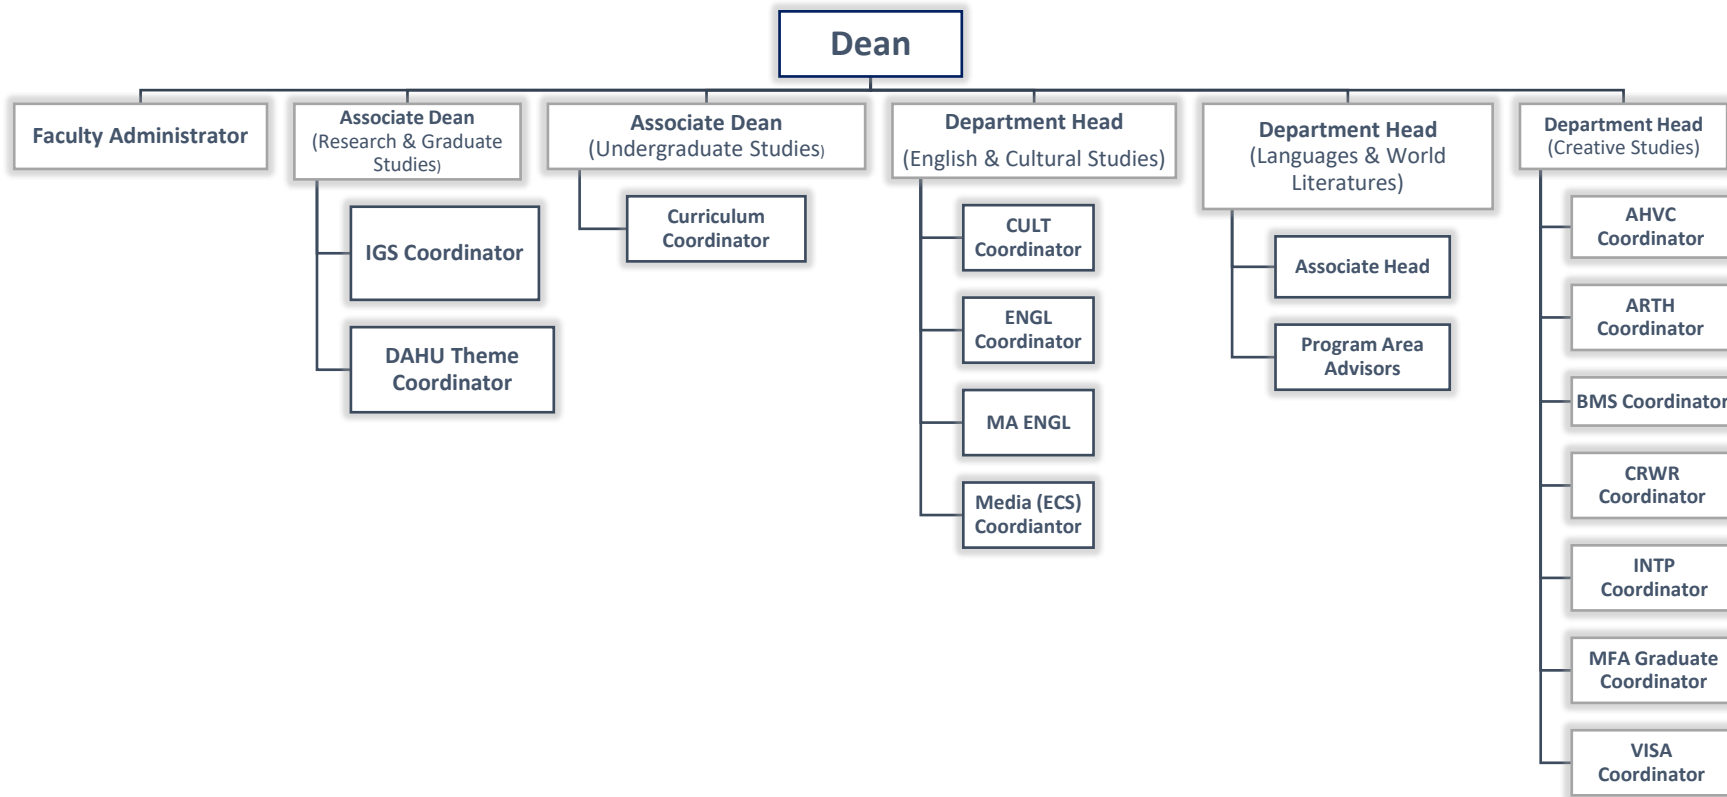 Dean
Faculty Administrator
Associate Dean
(Research & Graduate
Studies)
IGS Coordinator
DAHU Theme
Coordinator
Associate Dean
(Undergraduate Studies)
Curriculum
Coordinator
Department Head
(English & Cultural Studies)
CULT
Coordinator
ENGL
Coordinator
MA ENGL
Media (ECS)
Coordiantor
Department Head
(Languages & World
Literatures)
Associate Head
Program Area
Advisors
Department Head
(Creative Studies)
AHVC
Coordinator
ARTH
Coordinator
BMS Coordinator
CRWR
Coordinator
INTP
Coordinator
MFA Graduate
Coordinator
VISA
Coordinator